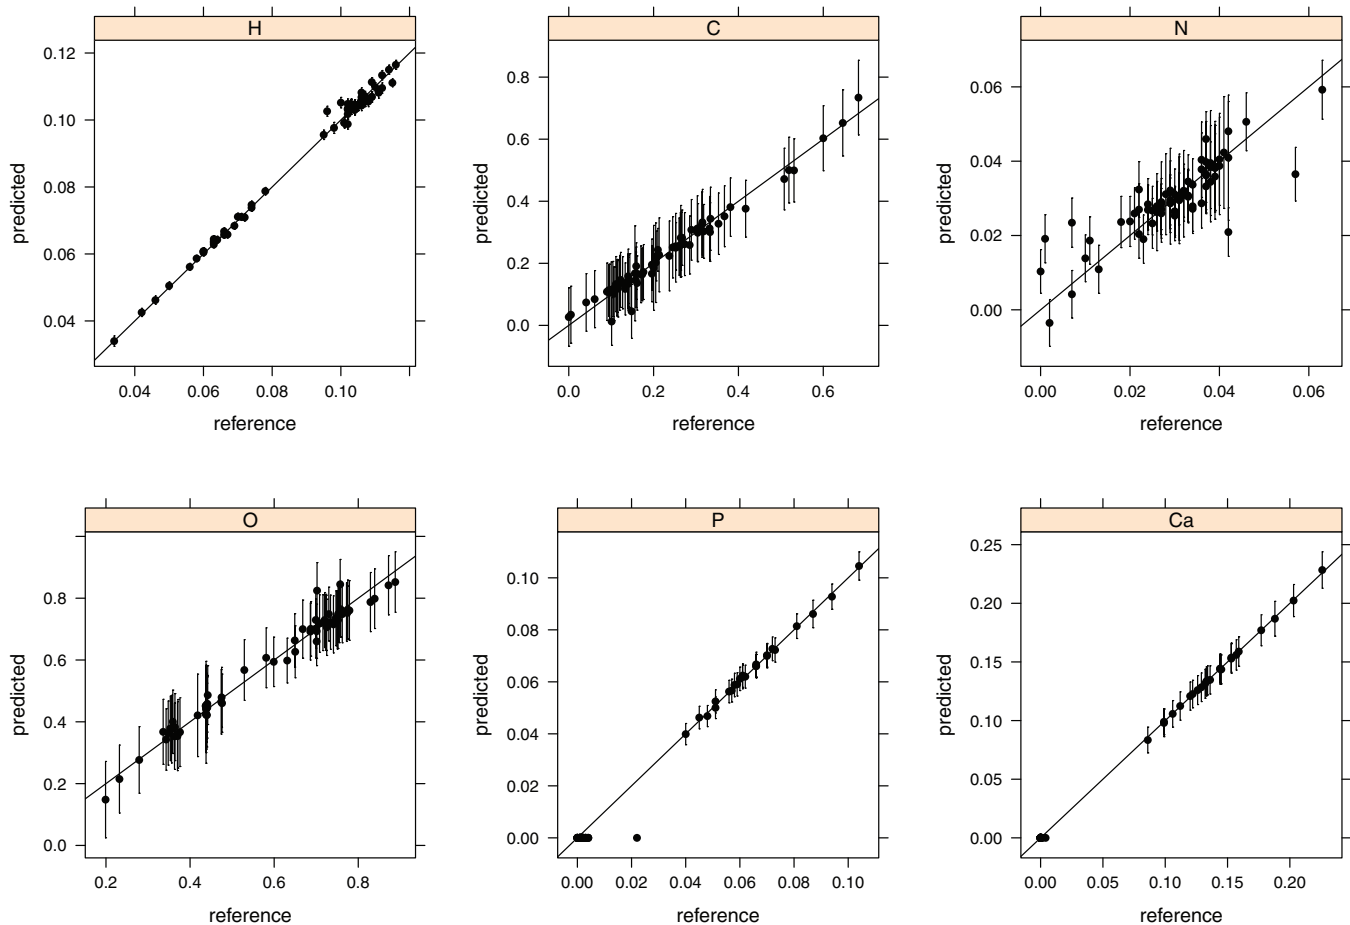 H C N
0.12
0.10
0.08
0.06
0.04
predicted
0.04 0.06 0.08 0.10
reference
0.8
0.6
0.4
0.2
0.0
predicted
0.0 0.2 0.4 0.6
reference
0.06
0.04
0.02
0.00
predicted
0.00 0.02 0.04 0.06
reference
O P Ca
0.8
0.6
0.4
0.2
0.0
predicted
0.2 0.4 0.6 0.8
reference
0.10
0.08
0.06
0.04
0.02
0.00
predicted
0.00 0.02 0.04 0.06 0.08 0.10
reference
0.25
0.20
0.15
0.10
0.05
0.00
predicted
0.00 0.05 0.10 0.15 0.20
reference